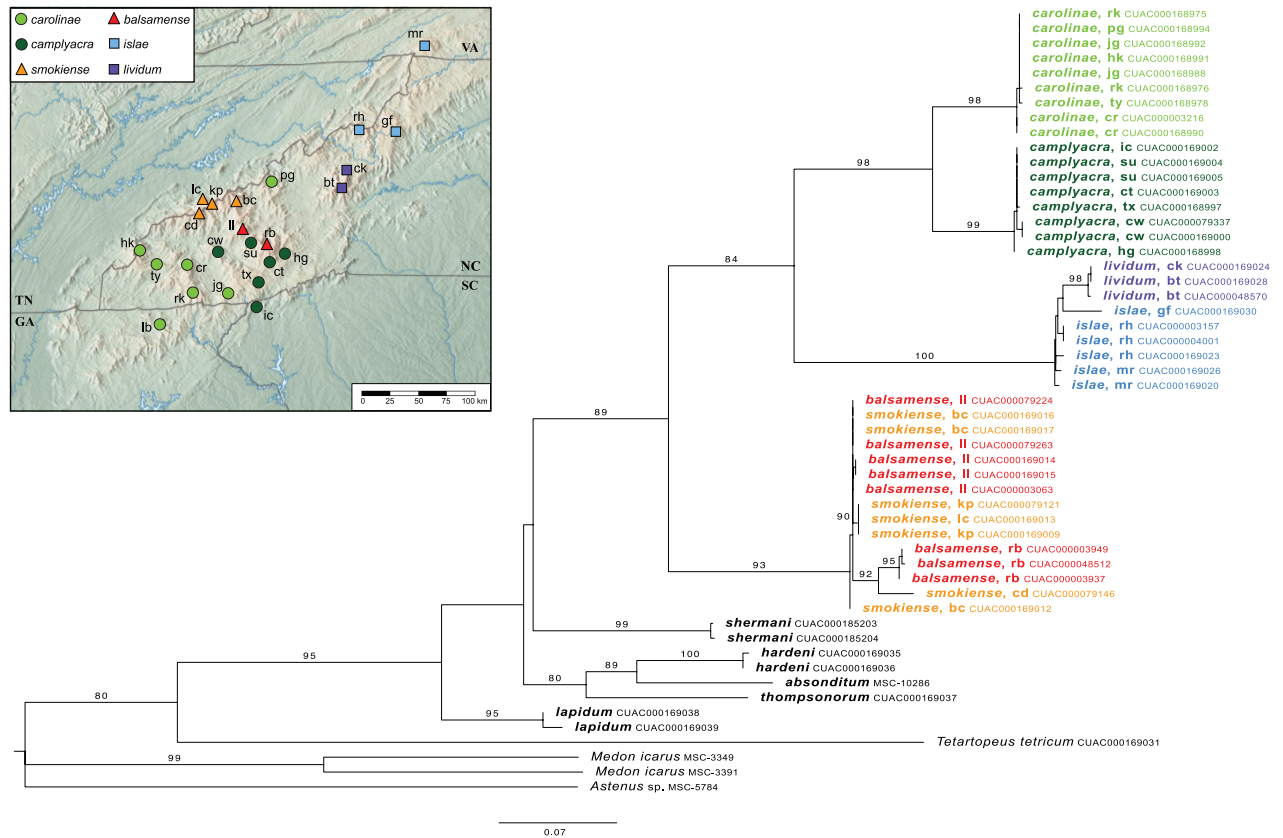 carolinae
balsamense
camplyacra
islae
smokiense
lividum
mr
VA
rh
gf
ck
bt
pg
lc
kp
bc
cd
ll
rb
hk
cw
su
hg
ty
cr
ct
tx
NC
SC
rk
jg
TN
GA
ic
lb
0 25 50 75 100 km
carolinae, rk CUAC000168975
carolinae, pg CUAC000168994
carolinae, jg CUAC000168992
carolinae, hk CUAC000168991
carolinae, jg CUAC000168988
carolinae, rk CUAC000168976
carolinae, ty CUAC000168978
carolinae, cr CUAC000003216
carolinae, cr CUAC000168990
camplyacra, ic CUAC000169002
camplyacra, su CUAC000169004
camplyacra, su CUAC000169005
camplyacra, ct CUAC000169003
camplyacra, tx CUAC000168997
camplyacra, cw CUAC000079337
camplyacra, cw CUAC000169000
camplyacra, hg CUAC000168998
lividum, ck CUAC000169024
lividum, bt CUAC000169028
lividum, bt CUAC000048570
islae, gf CUAC000169030
islae, rh CUAC000003157
islae, rh CUAC000004001
islae, rh CUAC000169023
islae, mr CUAC000169026
islae, mr CUAC000169020
balsamense, ll CUAC000079224
smokiense, bc CUAC000169016
smokiense, bc CUAC000169017
balsamense, ll CUAC000079263
balsamense, ll CUAC000169014
balsamense, ll CUAC000169015
balsamense, ll CUAC000003063
smokiense, kp CUAC000079121
smokiense, lc CUAC000169013
smokiense, kp CUAC000169009
balsamense, rb CUAC000003949
balsamense, rb CUAC000048512
balsamense, rb CUAC000003937
smokiense, cd CUAC000079146
smokiense, bc CUAC000169012
shermani CUAC000185203
shermani CUAC000185204
hardeni CUAC000169035
hardeni CUAC000169036
absonditum MSC-10286
thompsonorum CUAC000169037
lapidum CUAC000169038
lapidum CUAC000169039
Tetartopeus tetricum CUAC000169031
Medon icarus MSC-3349
Medon icarus MSC-3391
Astenus sp. MSC-5784
98
98
99
84
98
100
89
90
95
92
93
99
100
89
80
95
95
80
99
0.07